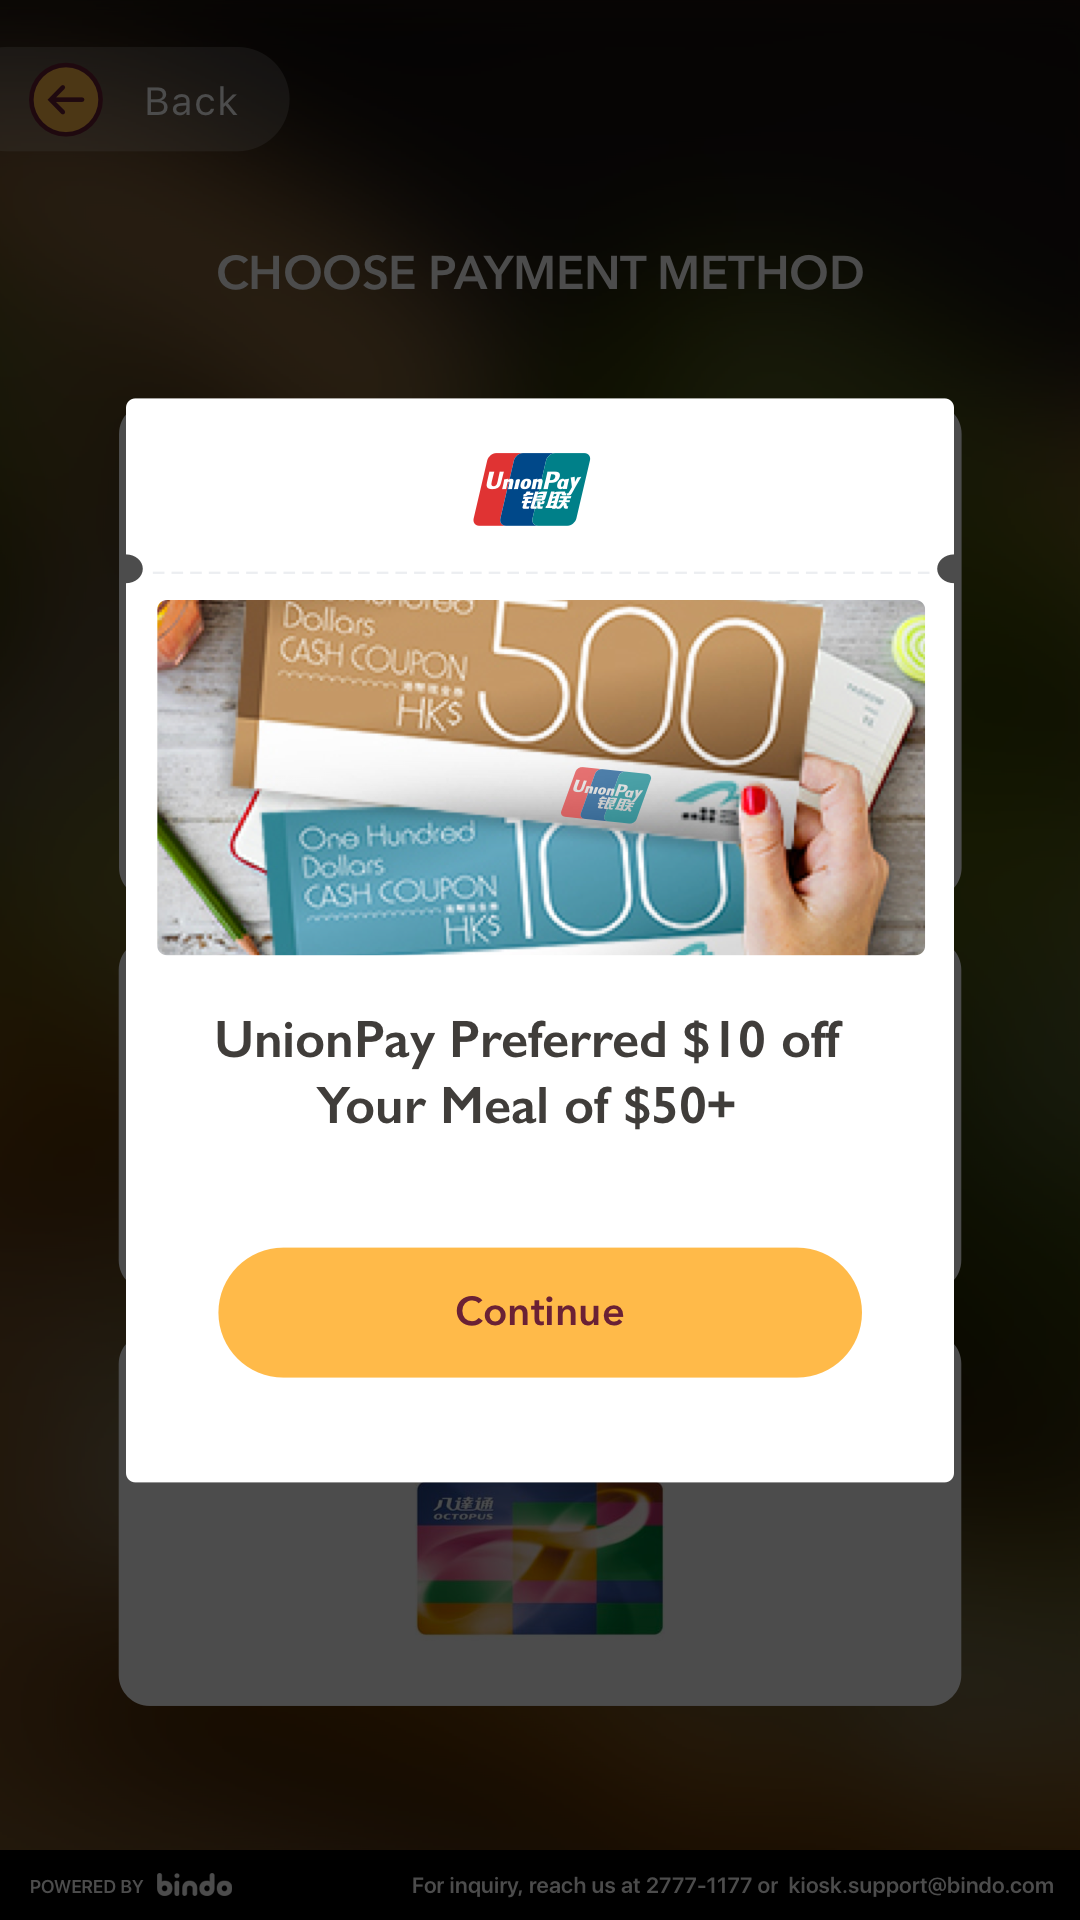 Back
CHOOSE PAYMENT METHOD
UnionPay
银联
Hundred
Dollars
CASH COUPON
HK$
500
UnionPay
银联
One Hundred
Dollars
CASH COUPON
HK$
100
UnionPay Preferred $10 off
Your Meal of $50+
Continue
八達通
OCTOPUS
POWERED BY bindo
For inquiry, reach us at 2777-1177 or kiosk.support@bindo.com